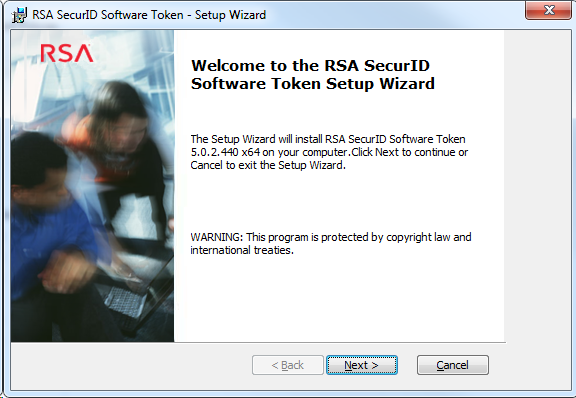 RSA SecurID Software Token - Setup Wizard
RSA
Welcome to the RSA SecurID
Software Token Setup Wizard
The Setup Wizard will install RSA SecurID Software Token
5.0.2.440 x64 on your computer.Click Next to continue or
Cancel to exit the Setup Wizard.
WARNING: This program is protected by copyright law and
international treaties.
< Back Next > Cancel